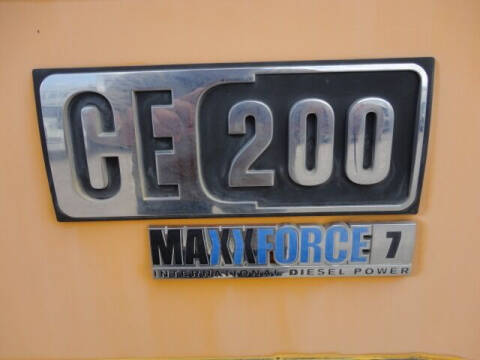 CE 200
MAXXFORCE 7
INTERNATIONAL DIESEL POWER